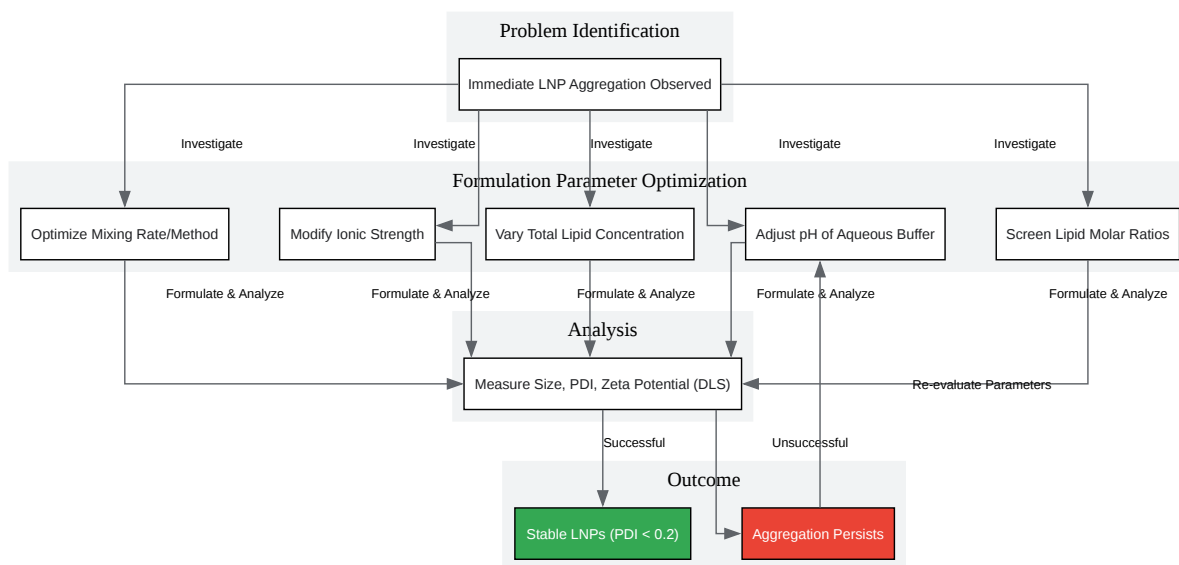 Problem Identification
Immediate LNP Aggregation Observed
Investigate
Investigate
Investigate
Investigate
Investigate
Formulation Parameter Optimization
Optimize Mixing Rate/Method
Modify Ionic Strength
Vary Total Lipid Concentration
Adjust pH of Aqueous Buffer
Screen Lipid Molar Ratios
Formulate & Analyze
Formulate & Analyze
Formulate & Analyze
Formulate & Analyze
Formulate & Analyze
Analysis
Measure Size, PDI, Zeta Potential (DLS)
Re-evaluate Parameters
Successful
Unsuccessful
Outcome
Stable LNPs (PDI < 0.2)
Aggregation Persists